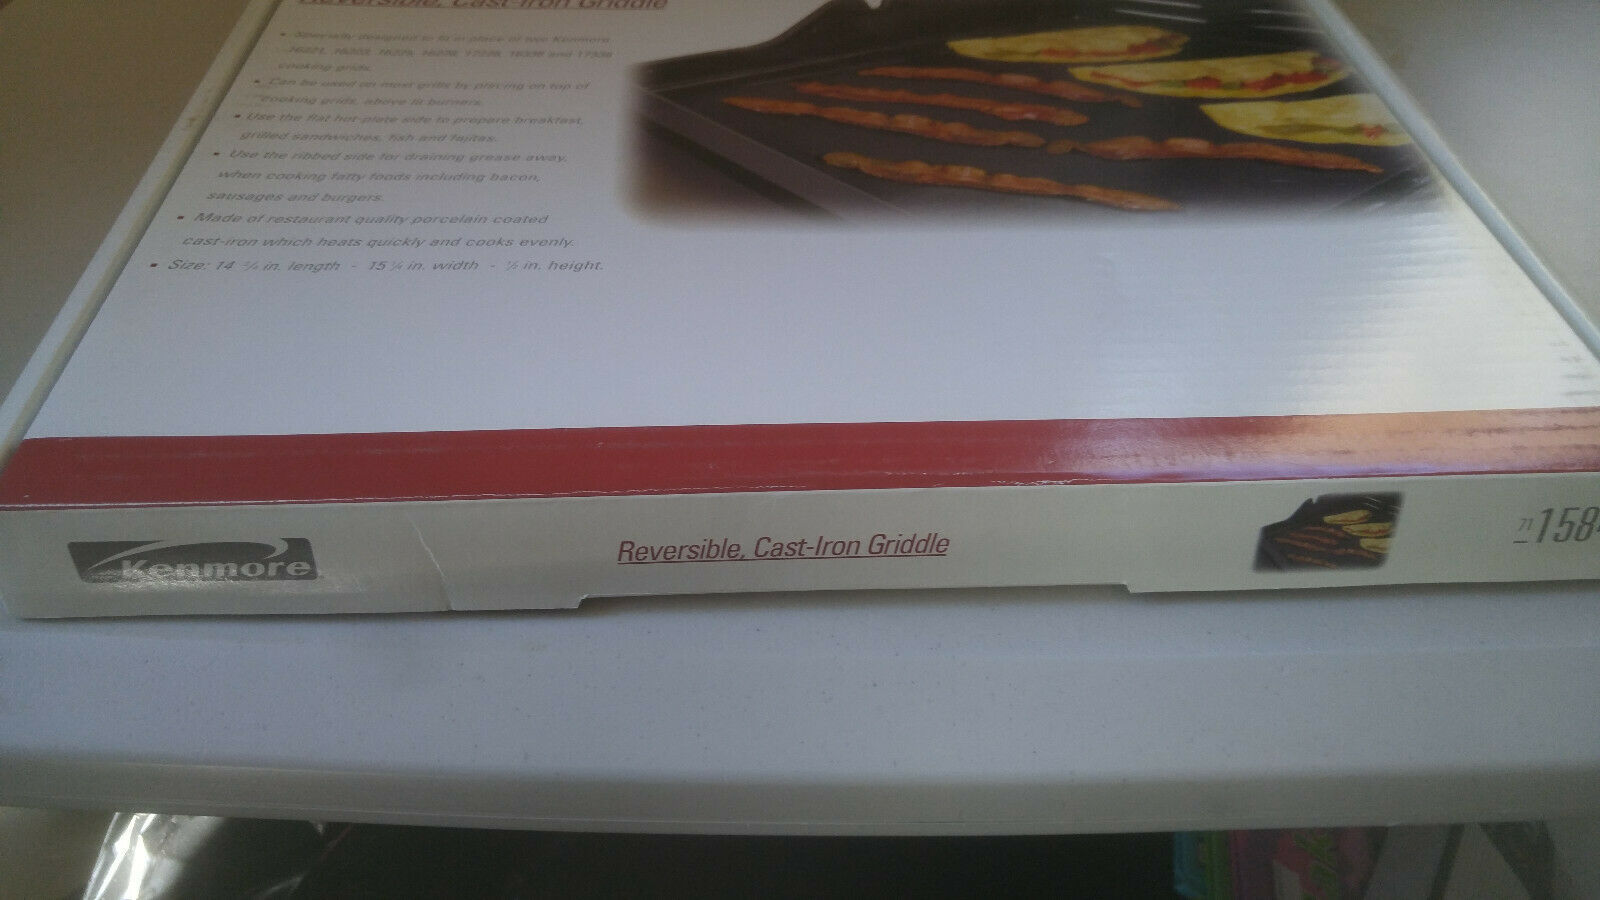 Reversible, Cast-Iron Griddle
• Specially designed to fit in place of two Kenmore
cooking grids.
• Can be used on most grills by placing on top of
cooking grids, above lit burners.
• Use the flat hot-plate side to prepare breakfast,
grilled sandwiches, fish and fajitas.
• Use the ribbed side for draining grease away,
when cooking fatty foods including bacon,
sausages and burgers.
• Made of restaurant quality porcelain coated
cast-iron which heats quickly and cooks evenly.
• Size: 14 in. length - 15 in. width - in. height.
Kenmore
Reversible, Cast-Iron Griddle
71 158